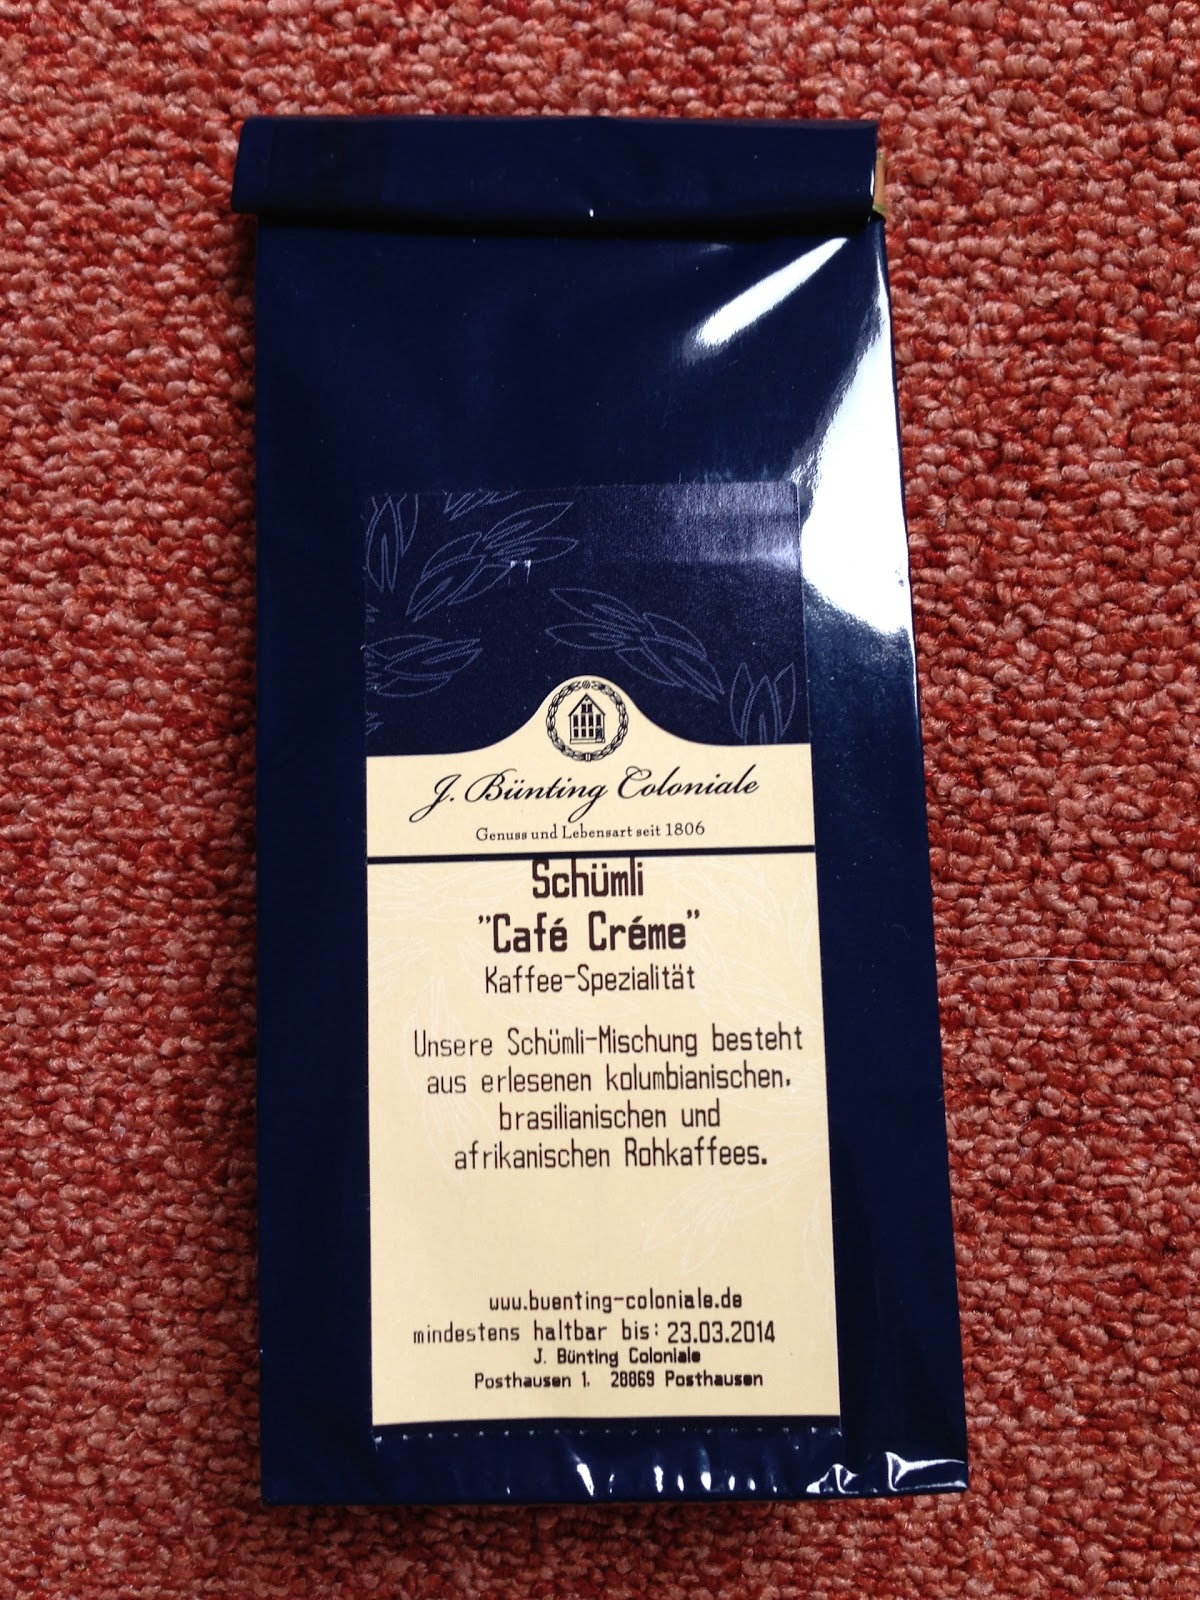 J. Bünting Coloniale
Genuss und Lebensart seit 1806
Schümli
"Café Créme"
Kaffee-Spezialität
Unsere Schümli-Mischung besteht
aus erlesenen kolumbianischen,
brasilianischen und
afrikanischen Rohkaffees.
www.buenting-coloniale.de
mindestens haltbar bis: 23.03.2014
J. Bünting Coloniale
Posthausen 1, 28869 Posthausen